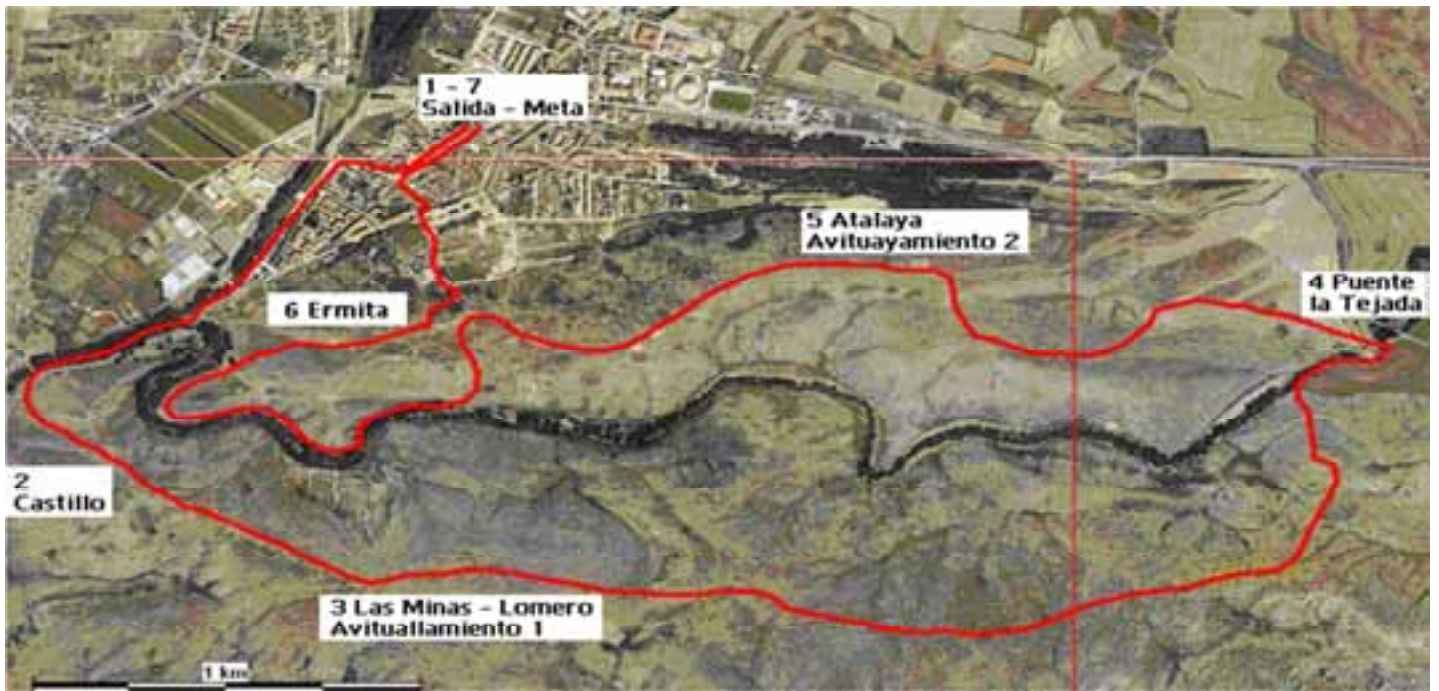 1 - 7
Salida - Meta
5 Atalaya
Avituayamiento 2
4 Puente
la Tejada
6 Ermita
2
Castillo
3 Las Minas - Lomero
Avituallamiento 1
1 km